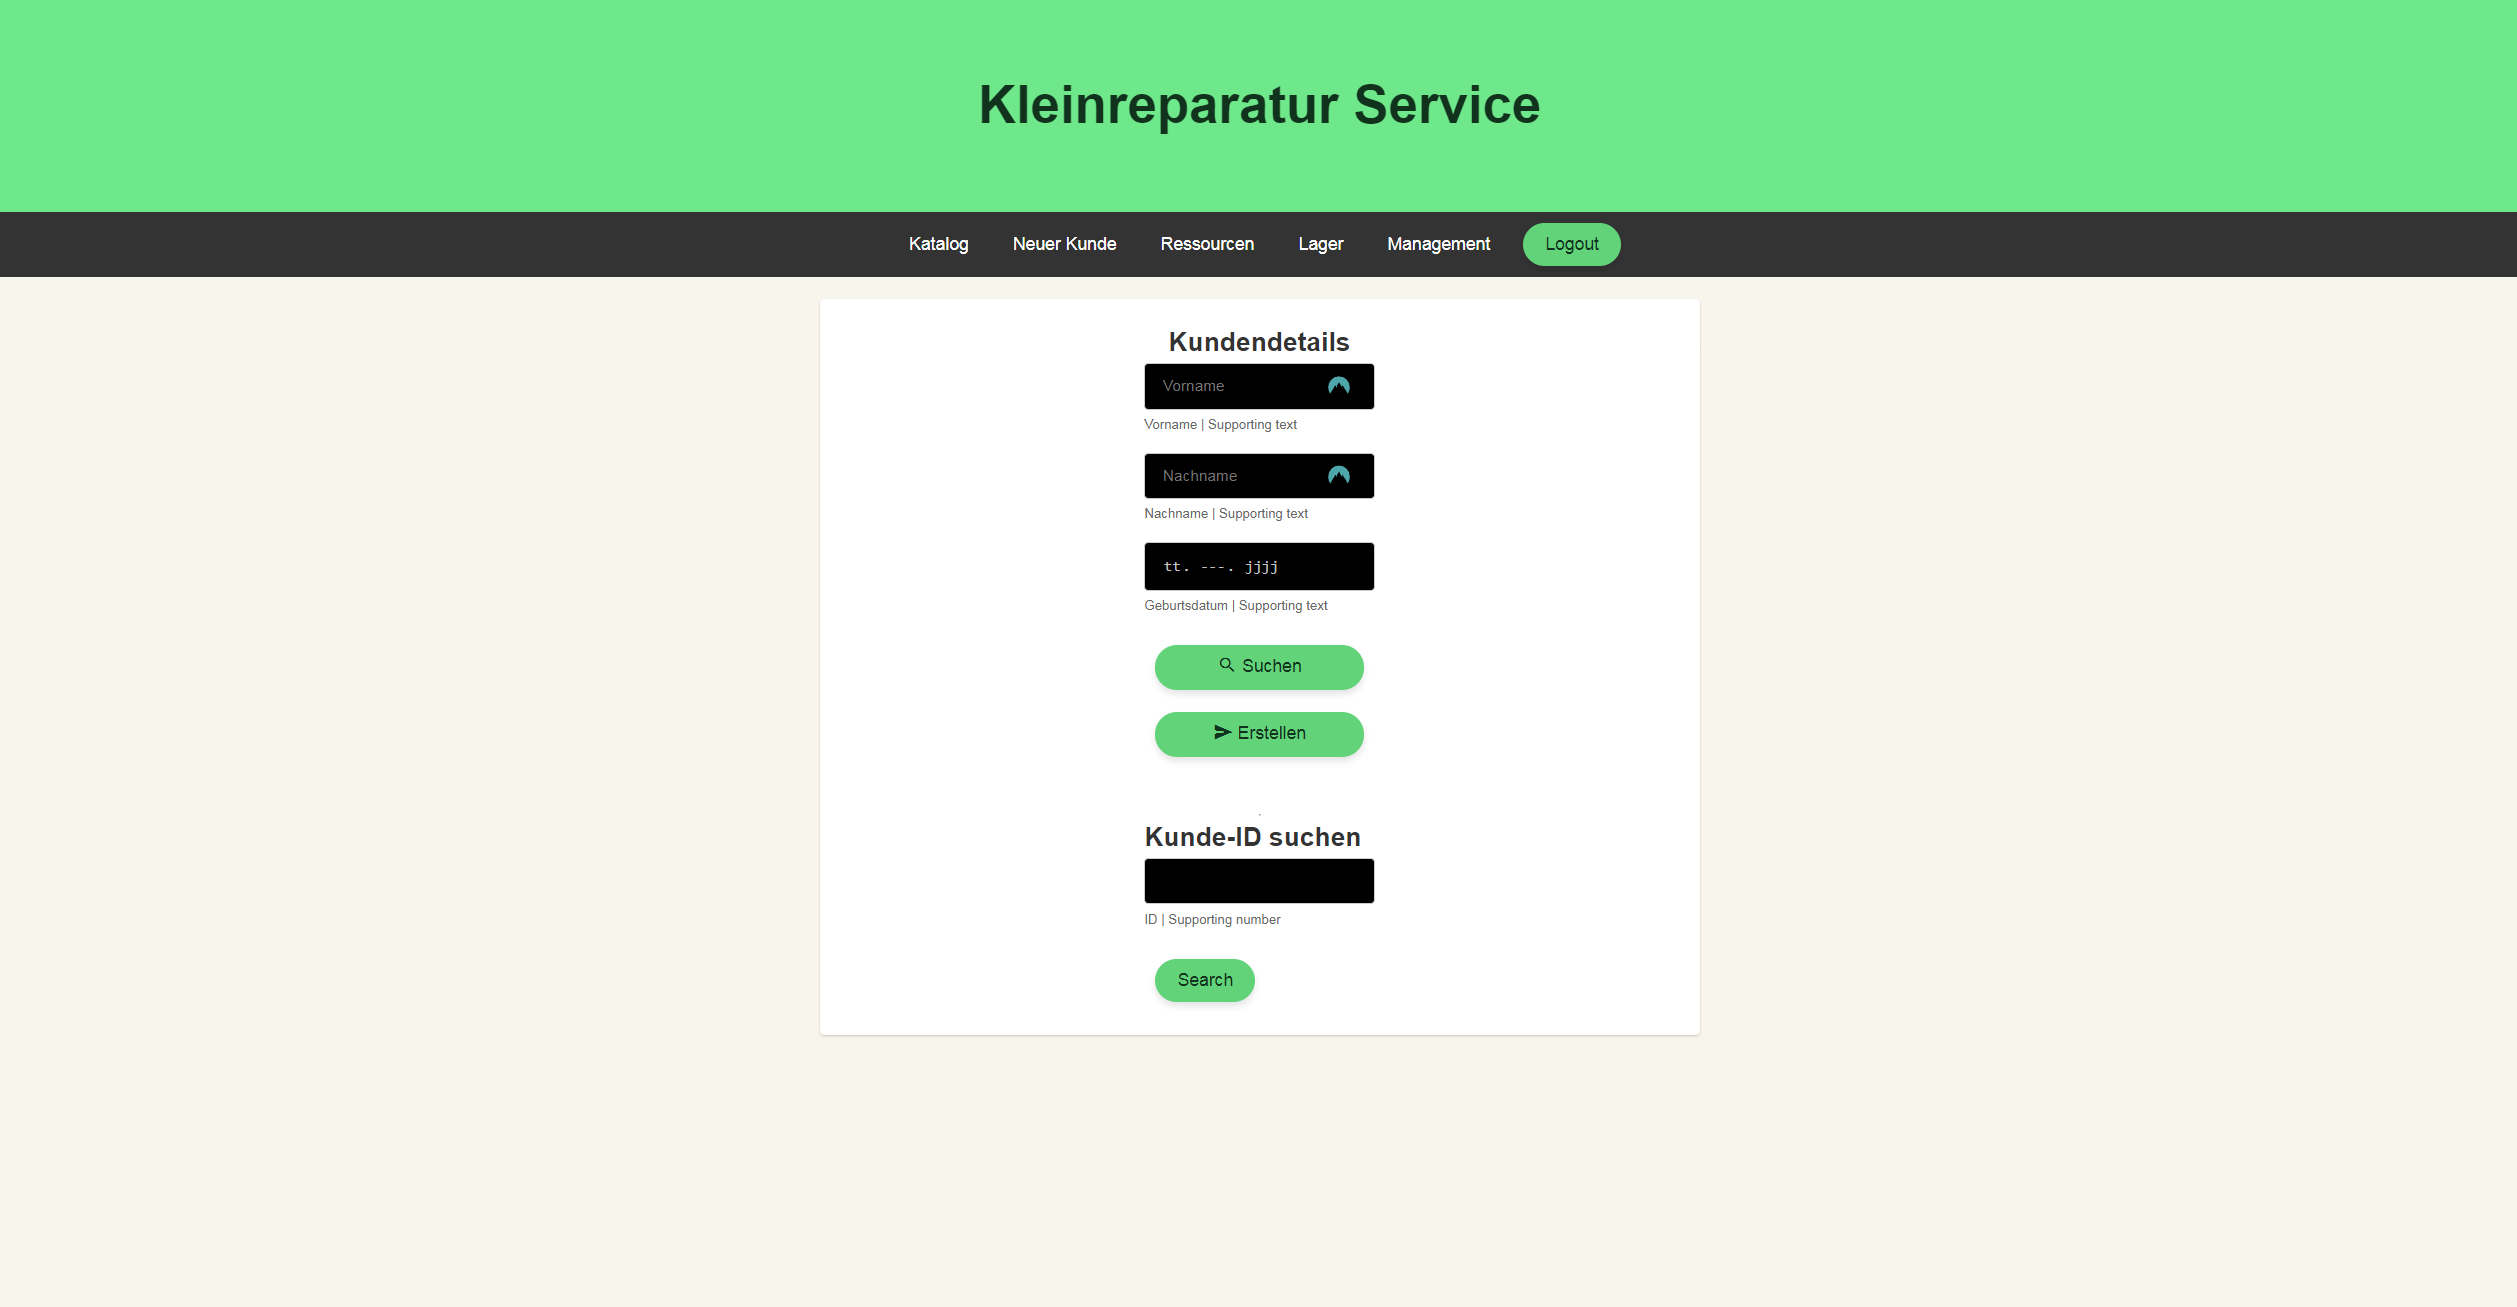 Kleinreparatur Service
Katalog Neuer Kunde Ressourcen Lager Management Logout
Kundendetails
Vorname
Vorname | Supporting text
Nachname
Nachname | Supporting text
tt. ---. jjjj
Geburtsdatum | Supporting text
Suchen
Erstellen
Kunde-ID suchen
ID | Supporting number
Search